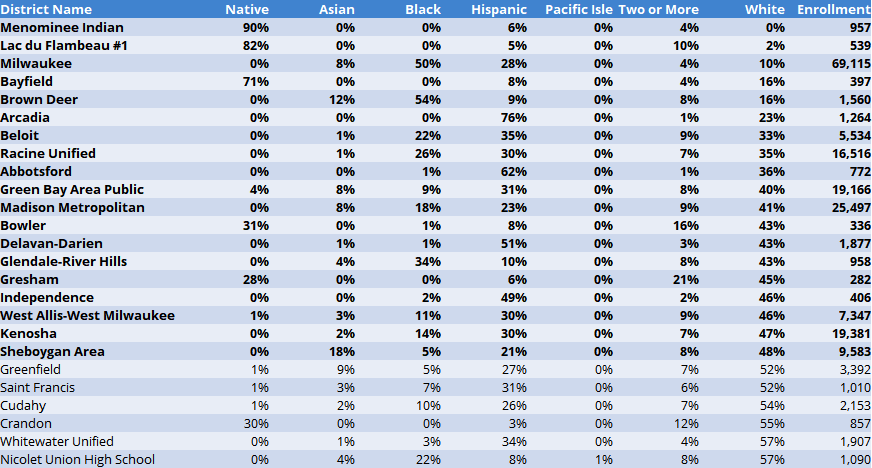 District Name Native Asian Black Hispanic Pacific Isle Two or More White Enrollment
Menominee Indian 90% 0% 0% 6% 0% 4% 0% 957
Lac du Flambeau #1 82% 0% 0% 5% 0% 10% 2% 539
Milwaukee 0% 8% 50% 28% 0% 4% 10% 69,115
Bayfield 71% 0% 0% 8% 0% 4% 16% 397
Brown Deer 0% 12% 54% 9% 0% 8% 16% 1,560
Arcadia 0% 0% 0% 76% 0% 1% 23% 1,264
Beloit 0% 1% 22% 35% 0% 9% 33% 5,534
Racine Unified 0% 1% 26% 30% 0% 7% 35% 16,516
Abbotsford 0% 0% 1% 62% 0% 1% 36% 772
Green Bay Area Public 4% 8% 9% 31% 0% 8% 40% 19,166
Madison Metropolitan 0% 8% 18% 23% 0% 9% 41% 25,497
Bowler 31% 0% 1% 8% 0% 16% 43% 336
Delavan-Darien 0% 1% 1% 51% 0% 3% 43% 1,877
Glendale-River Hills 0% 4% 34% 10% 0% 8% 43% 958
Gresham 28% 0% 0% 6% 0% 21% 45% 282
Independence 0% 0% 2% 49% 0% 2% 46% 406
West Allis-West Milwaukee 1% 3% 11% 30% 0% 9% 46% 7,347
Kenosha 0% 2% 14% 30% 0% 7% 47% 19,381
Sheboygan Area 0% 18% 5% 21% 0% 8% 48% 9,583
Greenfield 1% 9% 5% 27% 0% 7% 52% 3,392
Saint Francis 1% 3% 7% 31% 0% 6% 52% 1,010
Cudahy 1% 2% 10% 26% 0% 7% 54% 2,153
Crandon 30% 0% 0% 3% 0% 12% 55% 857
Whitewater Unified 0% 1% 3% 34% 0% 4% 57% 1,907
Nicolet Union High School 0% 4% 22% 8% 1% 8% 57% 1,090